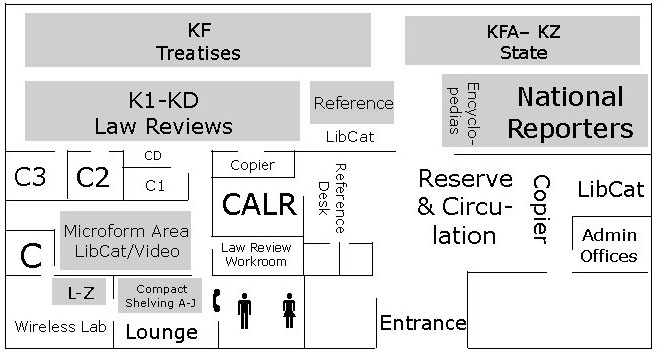 KF
Treatises
KFA– KZ
State
K1-KD
Law Reviews
Reference
LibCat
Encyclo-
pedias
National
Reporters
C3
C2
CD
C1
Copier
CALR
Reference
Desk
Reserve
& Circu-
lation
Copier
LibCat
Admin
Offices
C
Microform Area
LibCat/Video
Law Review
Workroom
L-Z
Compact
Shelving A-J
Wireless Lab
Lounge
Entrance